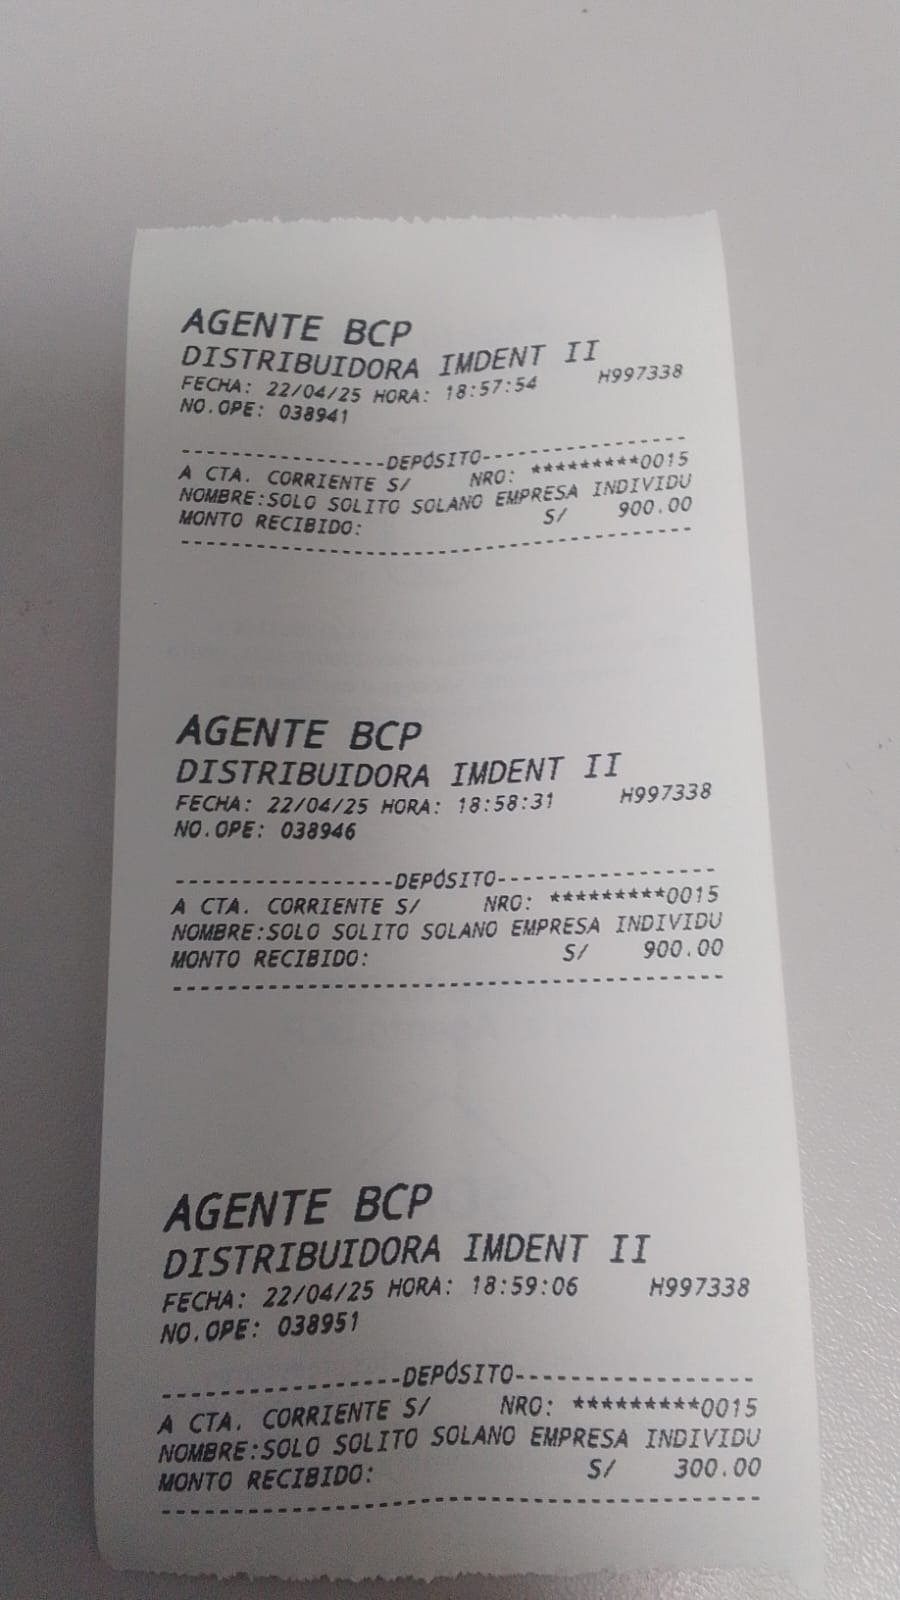 AGENTE BCP
DISTRIBUIDORA IMDENT II
FECHA: 22/04/25 HORA: 18:57:54 H997338
NO.OPE: 038941
-----------------DEPÓSITO-----------------
A CTA. CORRIENTE S/ NRO: *********0015
NOMBRE:SOLO SOLITO SOLANO EMPRESA INDIVIDU
MONTO RECIBIDO: S/ 900.00
------------------------------------------
AGENTE BCP
DISTRIBUIDORA IMDENT II
FECHA: 22/04/25 HORA: 18:58:31 H997338
NO.OPE: 038946
-----------------DEPÓSITO-----------------
A CTA. CORRIENTE S/ NRO: *********0015
NOMBRE:SOLO SOLITO SOLANO EMPRESA INDIVIDU
MONTO RECIBIDO: S/ 900.00
------------------------------------------
AGENTE BCP
DISTRIBUIDORA IMDENT II
FECHA: 22/04/25 HORA: 18:59:06 H997338
NO.OPE: 038951
-----------------DEPÓSITO-----------------
A CTA. CORRIENTE S/ NRO: *********0015
NOMBRE:SOLO SOLITO SOLANO EMPRESA INDIVIDU
MONTO RECIBIDO: S/ 300.00
------------------------------------------